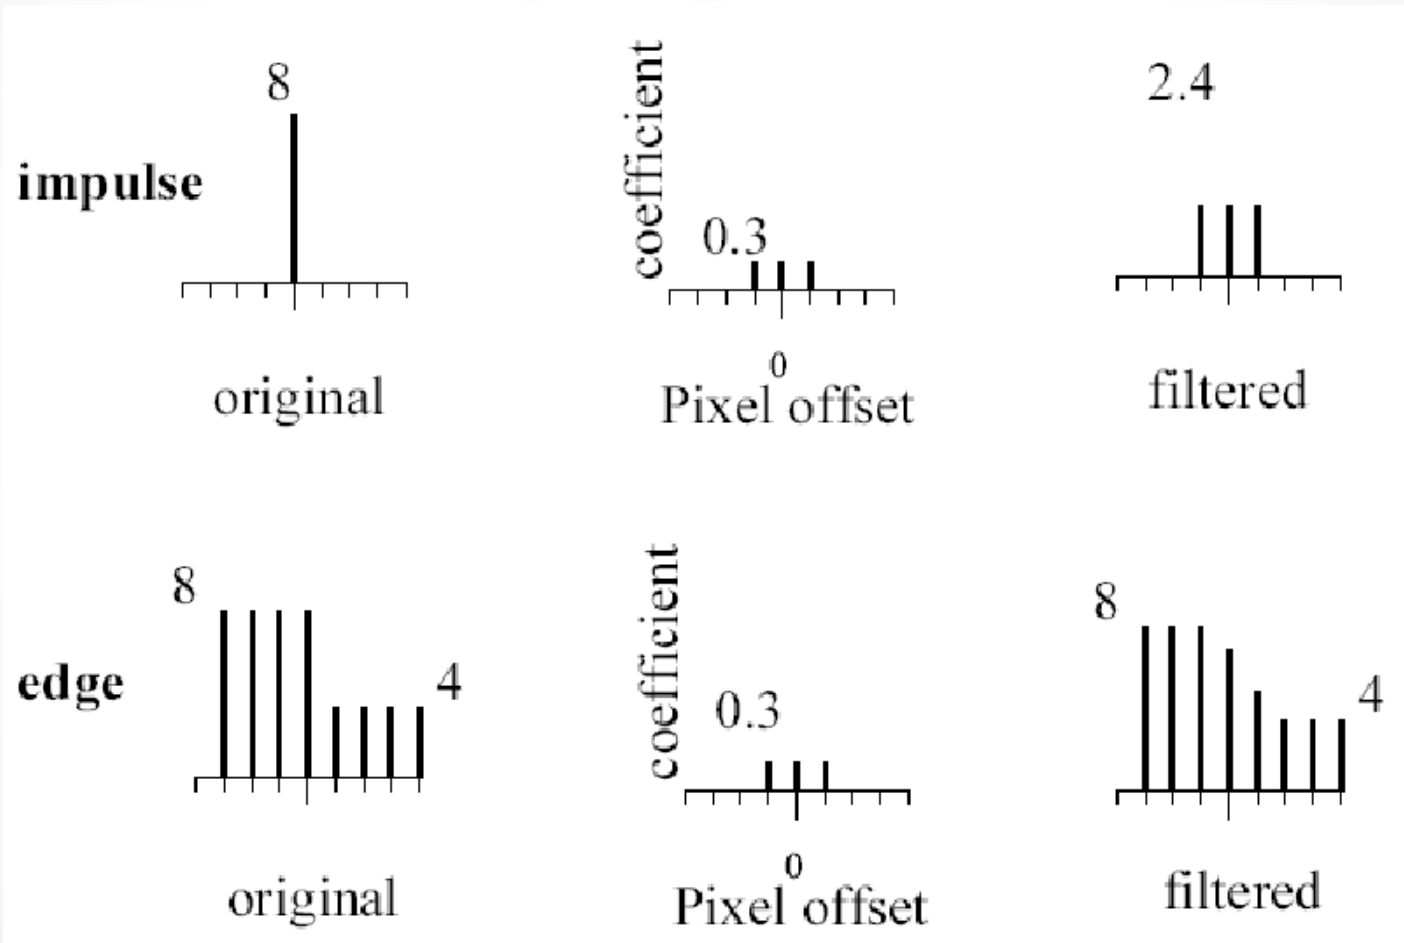 8
impulse
original
coefficient
0.3
0
Pixel offset
2.4
filtered
8
edge
4
original
coefficient
0.3
0
Pixel offset
8
4
filtered